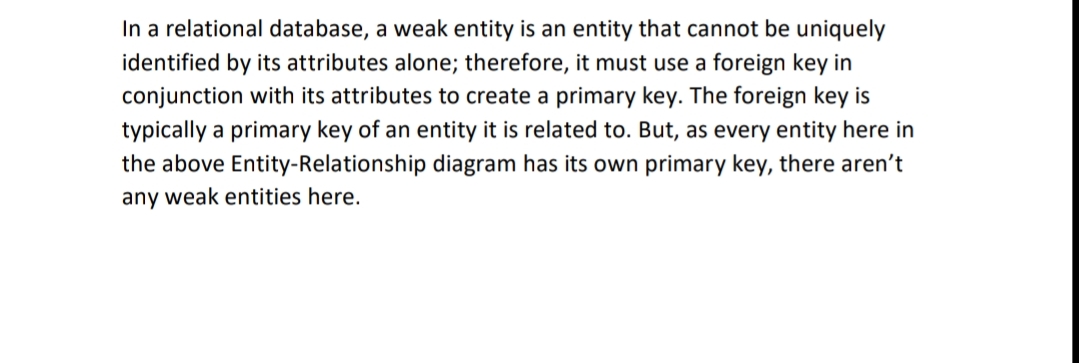 In a relational database, a weak entity is an entity that cannot be uniquely
identified by its attributes alone; therefore, it must use a foreign key in
conjunction with its attributes to create a primary key. The foreign key is
typically a primary key of an entity it is related to. But, as every entity here in
the above Entity-Relationship diagram has its own primary key, there aren’t
any weak entities here.